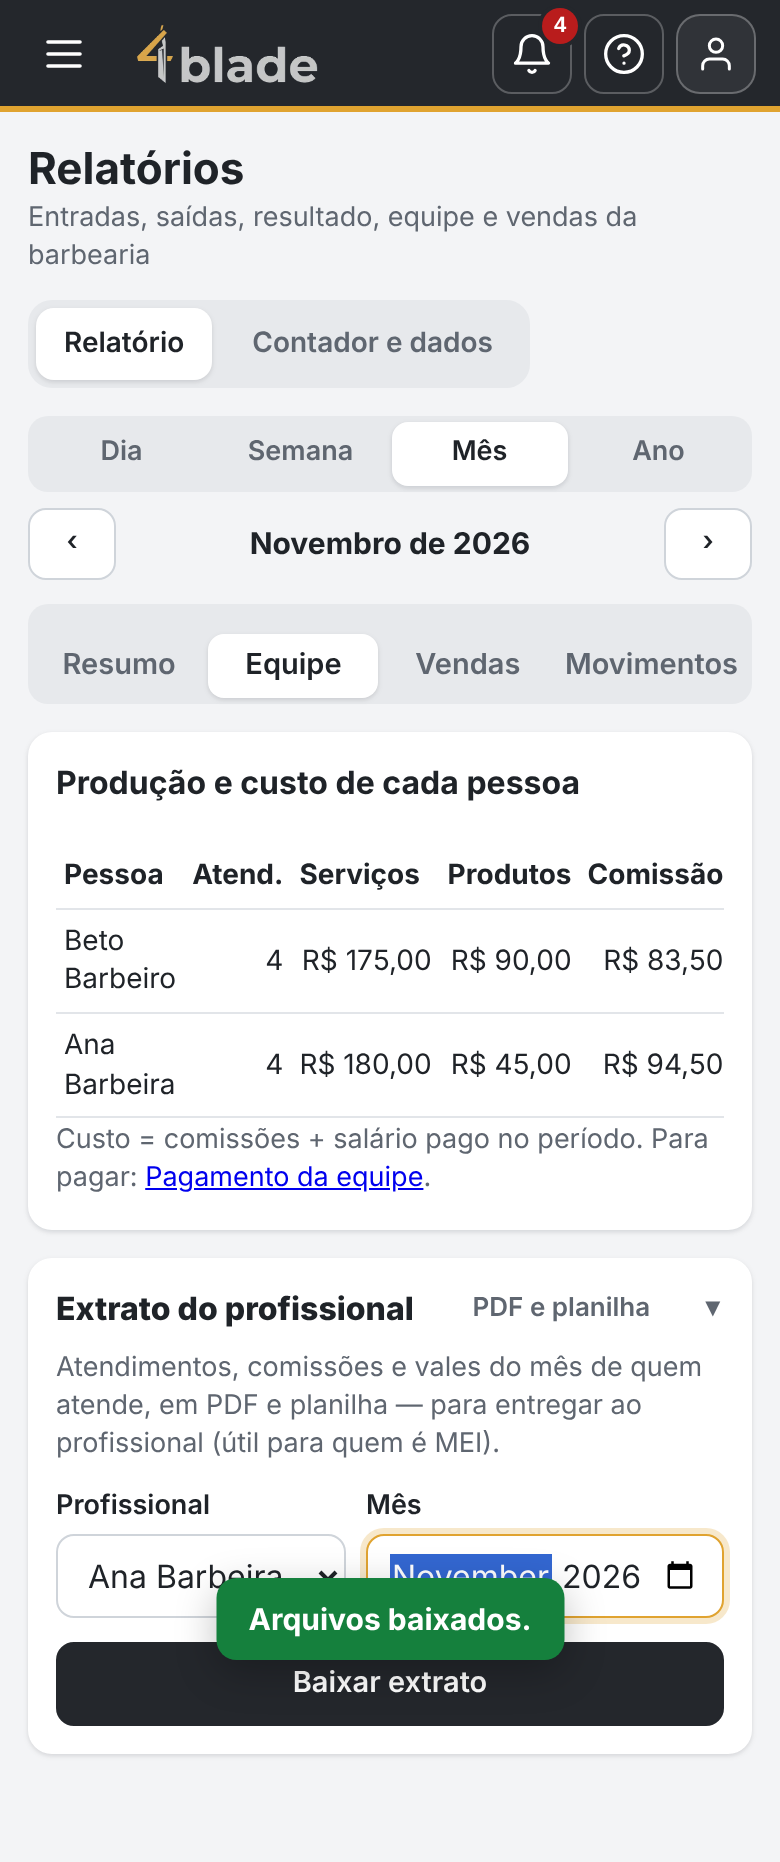 4blade
4
Relatórios
Entradas, saídas, resultado, equipe e vendas da
barbearia
Relatório Contador e dados
Dia Semana Mês Ano
‹ Novembro de 2026 ›
Resumo Equipe Vendas Movimentos
Produção e custo de cada pessoa
Pessoa Atend. Serviços Produtos Comissão
Beto
Barbeiro 4 R$ 175,00 R$ 90,00 R$ 83,50
Ana
Barbeira 4 R$ 180,00 R$ 45,00 R$ 94,50
Custo = comissões + salário pago no período. Para
pagar: Pagamento da equipe.
Extrato do profissional PDF e planilha ▼
Atendimentos, comissões e vales do mês de quem
atende, em PDF e planilha — para entregar ao
profissional (útil para quem é MEI).
Profissional Mês
Ana Barbeira November 2026
Arquivos baixados.
Baixar extrato